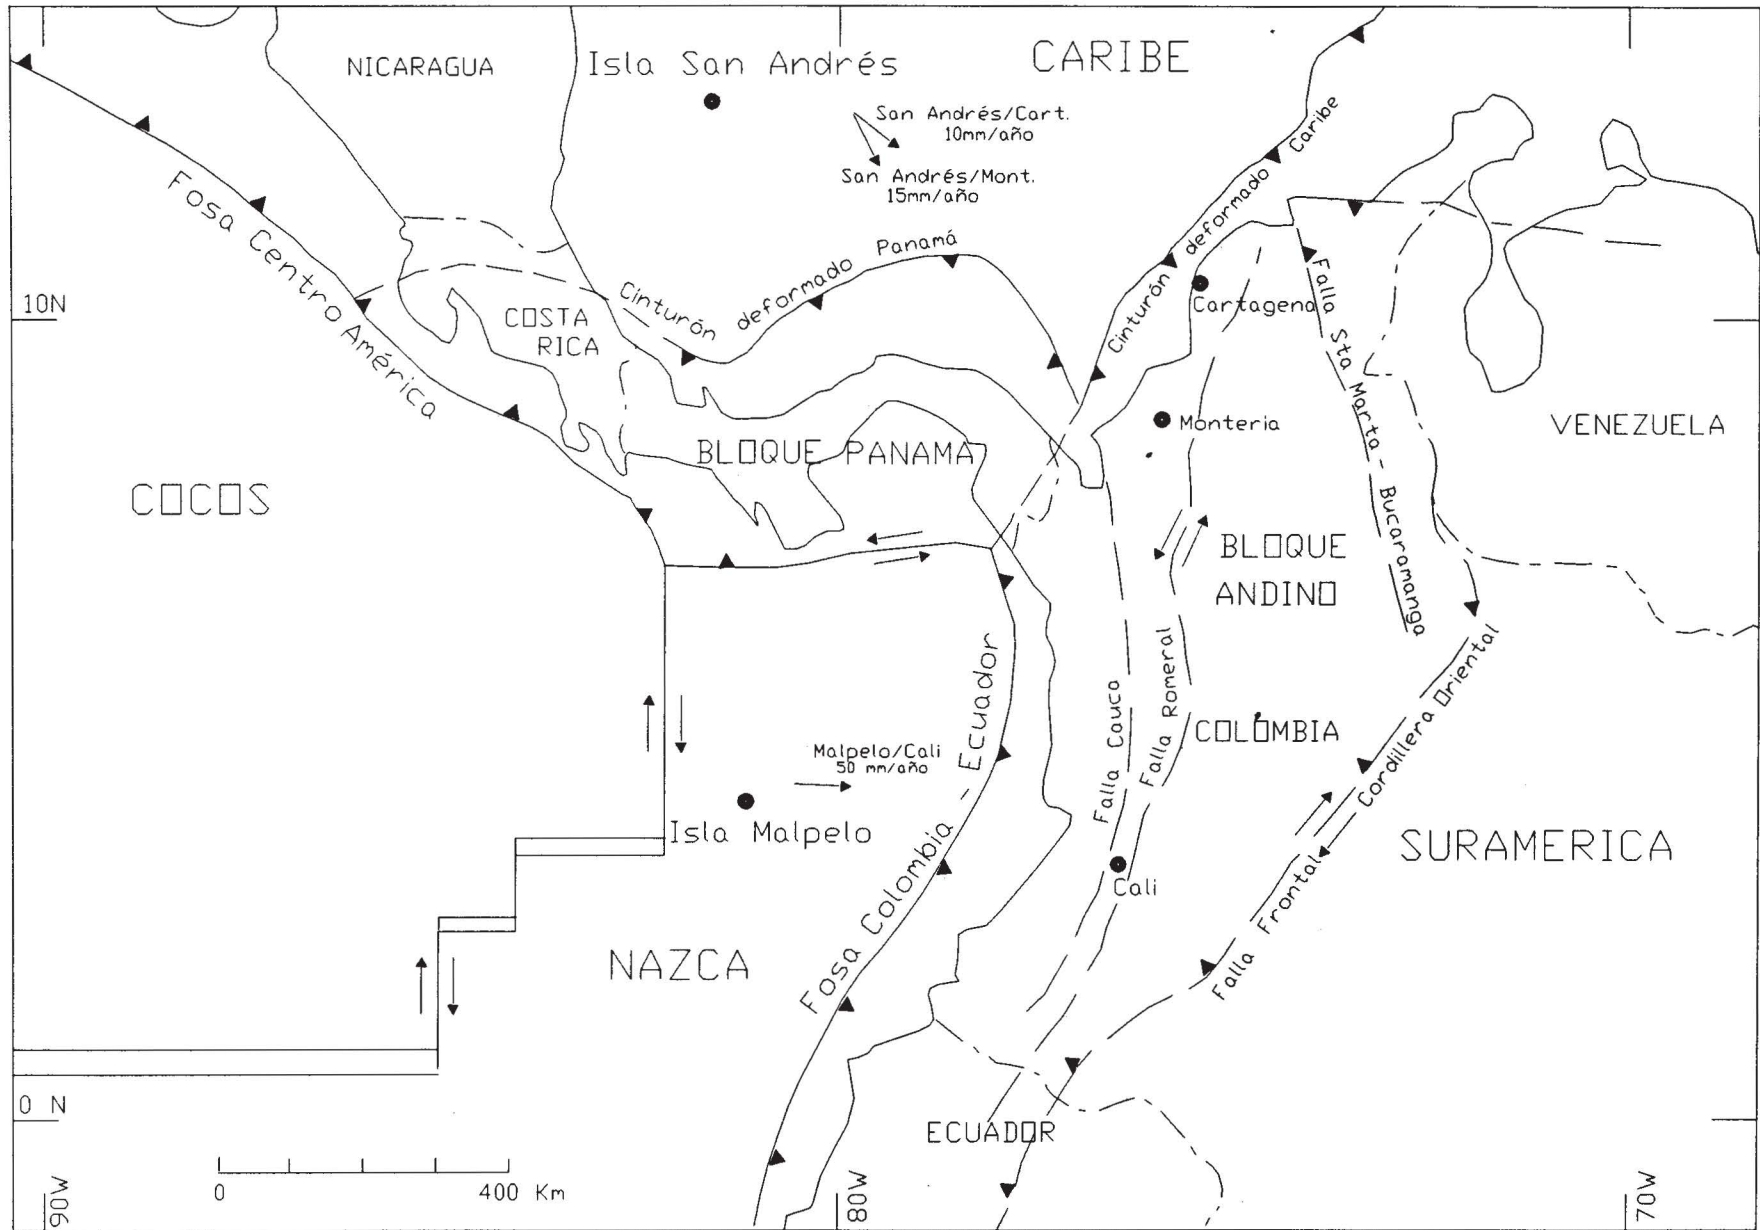 NICARAGUA
Isla San Andrés
CARIBE
San Andrés/Cart.
10mm/año
San Andrés/Mont.
15mm/año
Fosa Centro América
Cinturón deformado Panamá
Cinturón deformado Caribe
10N
COSTA
RICA
Cartagena
Falla Sta Marta - Bucaramanga
Monteria
VENEZUELA
BLOQUE PANAMA
COCOS
BLOQUE
ANDINO
Fosa Colombia - Ecuador
Falla Cauca
Falla Romeral
COLOMBIA
Falla Frontal Cordillera Oriental
Malpelo/Cali
50 mm/año
Isla Malpelo
SURAMERICA
Cali
NAZCA
0 N
ECUADOR
0 400 Km
90W
80W
70W